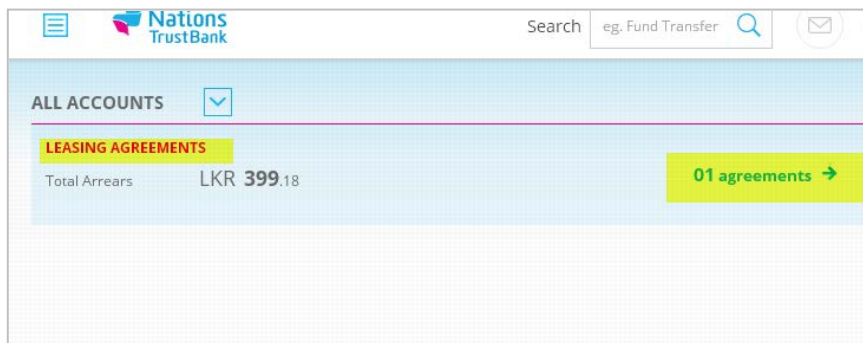 Nations
TrustBank
Search
eg. Fund Transfer
ALL ACCOUNTS
LEASING AGREEMENTS
Total Arrears LKR 399.18
01 agreements →